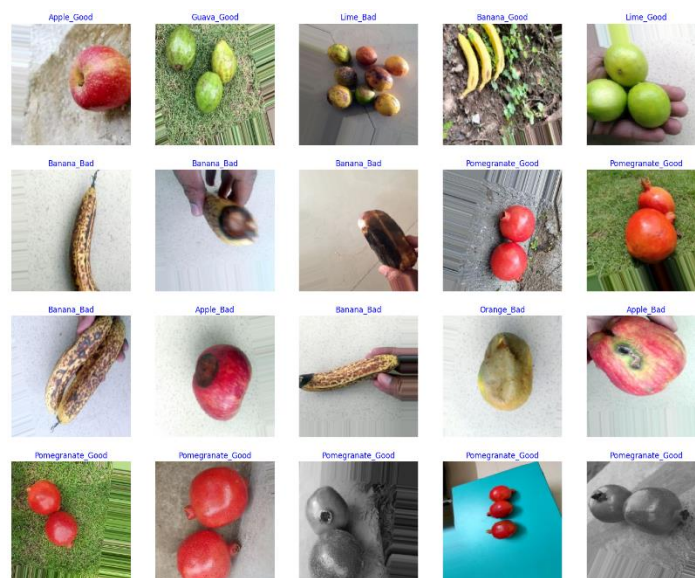 Apple_Good
Guava_Good
Lime_Bad
Banana_Good
Lime_Good
Banana_Bad
Banana_Bad
Banana_Bad
Pomegranate_Good
Pomegranate_Good
Banana_Bad
Apple_Bad
Banana_Bad
Orange_Bad
Apple_Bad
Pomegranate_Good
Pomegranate_Good
Pomegranate_Good
Pomegranate_Good
Pomegranate_Good